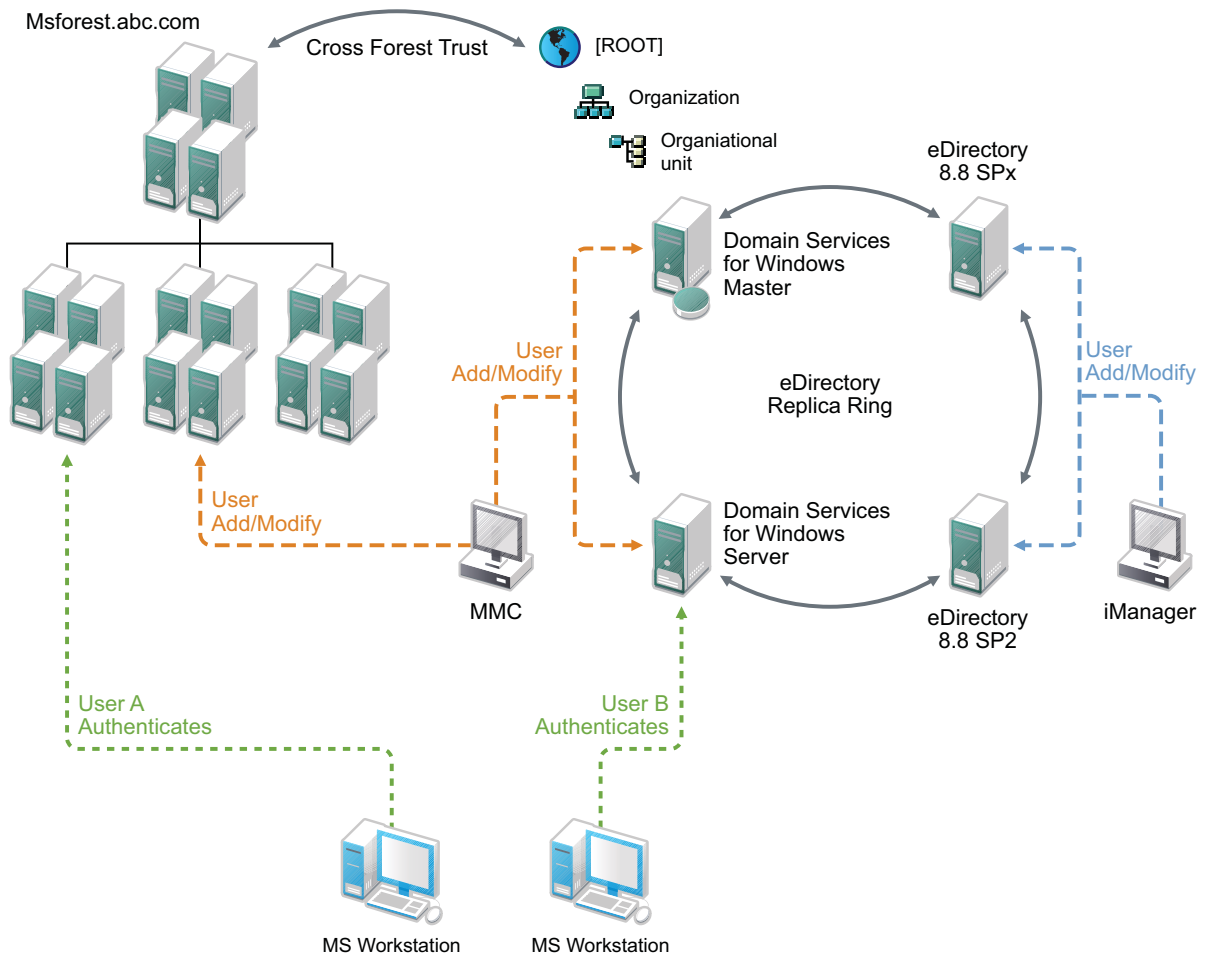 Msforest.abc.com
Cross Forest Trust
[ROOT]
Organization
Organiational
unit
eDirectory
8.8 SPx
Domain Services
for Windows
Master
User
Add/Modify
User
Add/Modify
eDirectory
Replica Ring
User
Add/Modify
Domain Services
for Windows
Server
MMC
eDirectory
8.8 SP2
iManager
User A
Authenticates
User B
Authenticates
MS Workstation
MS Workstation